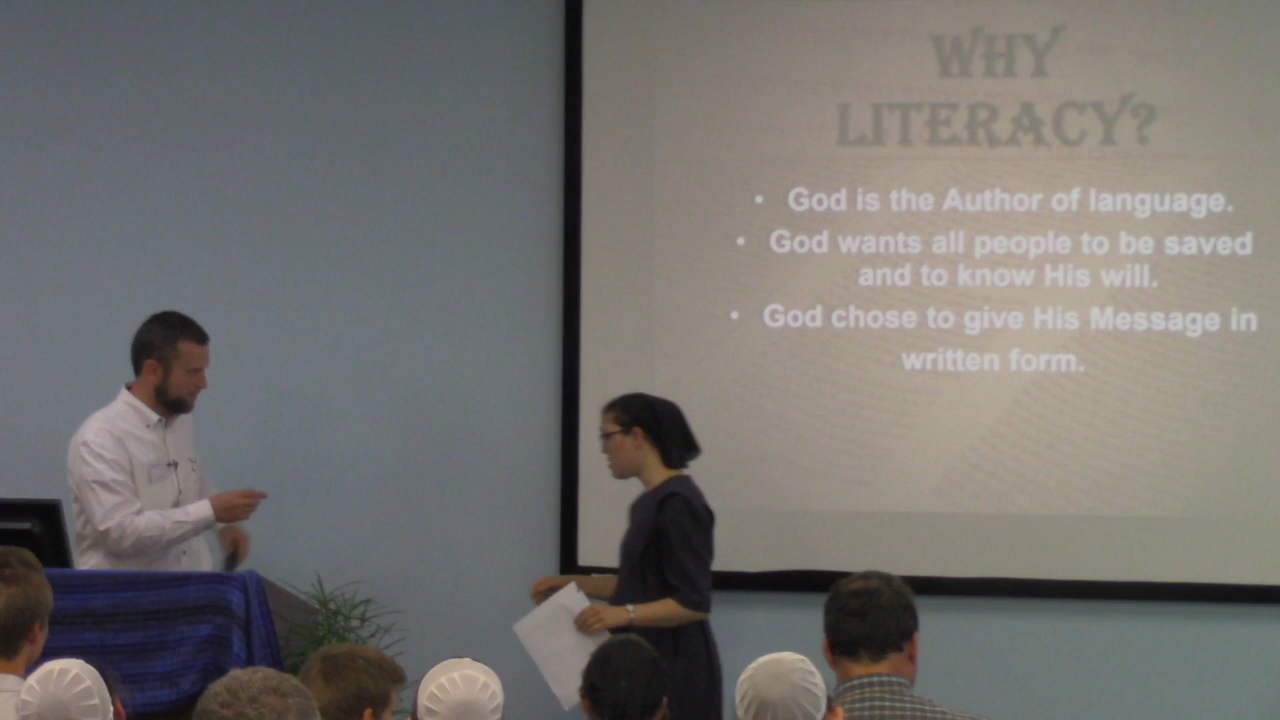 WHY
LITERACY?
• God is the Author of language.
• God wants all people to be saved
and to know His will.
• God chose to give His Message in
written form.